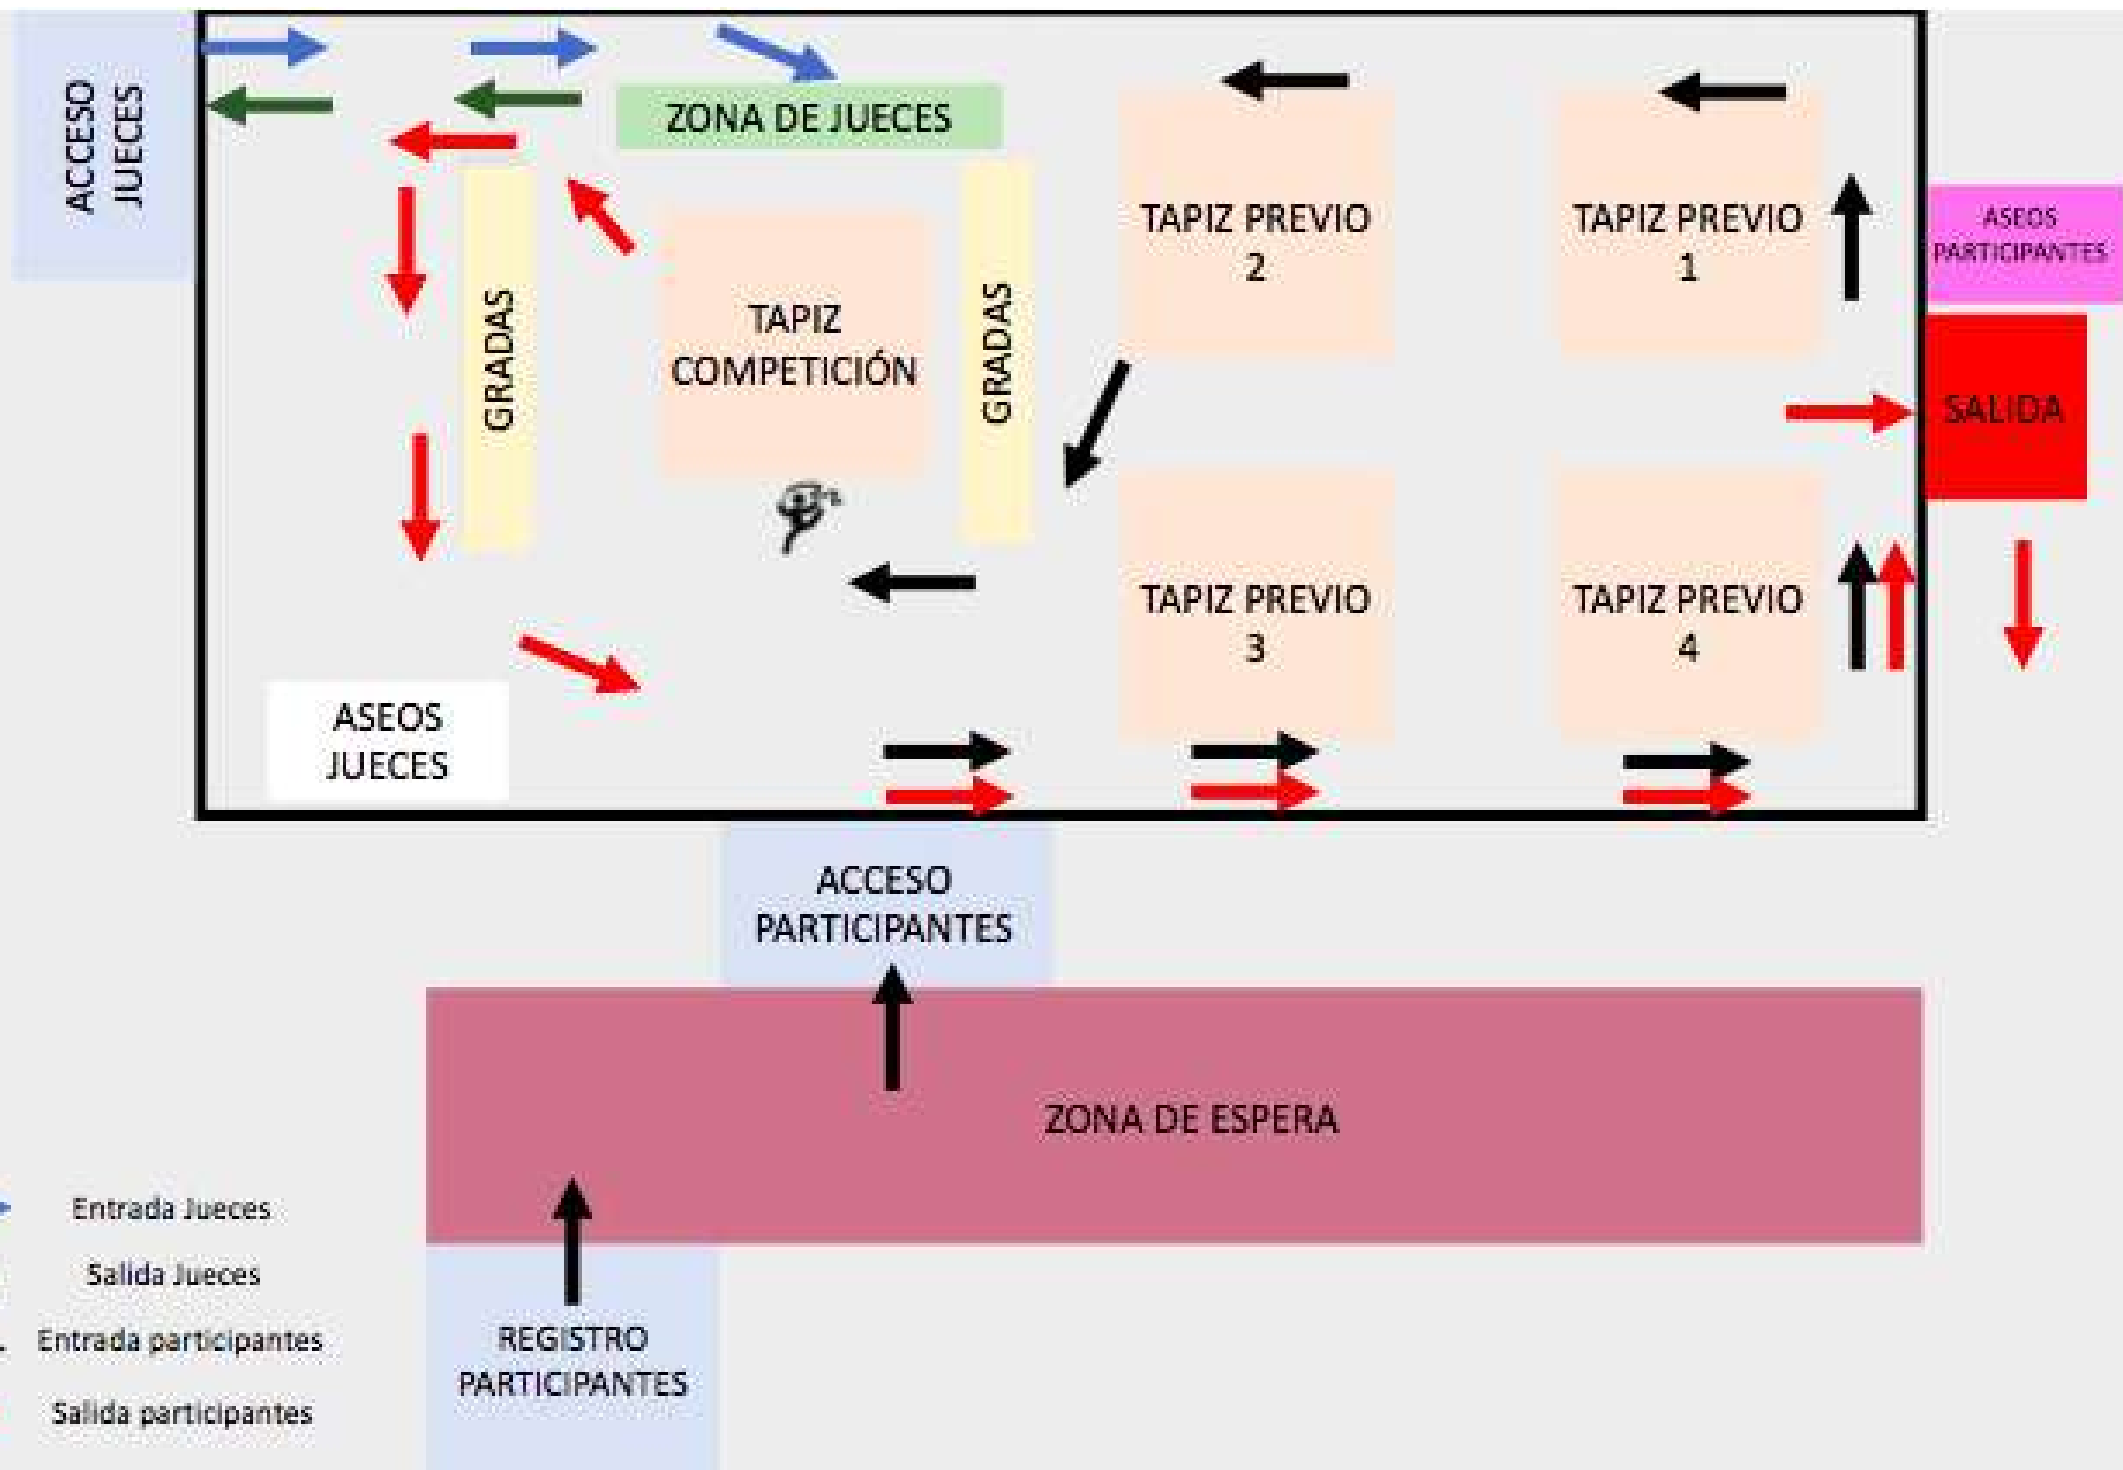 ACCESO
JUECES
ZONA DE JUECES
GRADAS
TAPIZ
COMPETICIÓN
GRADAS
TAPIZ PREVIO
2
TAPIZ PREVIO
1
ASEOS
PARTICIPANTES
SALIDA
TAPIZ PREVIO
3
TAPIZ PREVIO
4
ASEOS
JUECES
ACCESO
PARTICIPANTES
ZONA DE ESPERA
Entrada Jueces
Salida Jueces
Entrada participantes
Salida participantes
REGISTRO
PARTICIPANTES